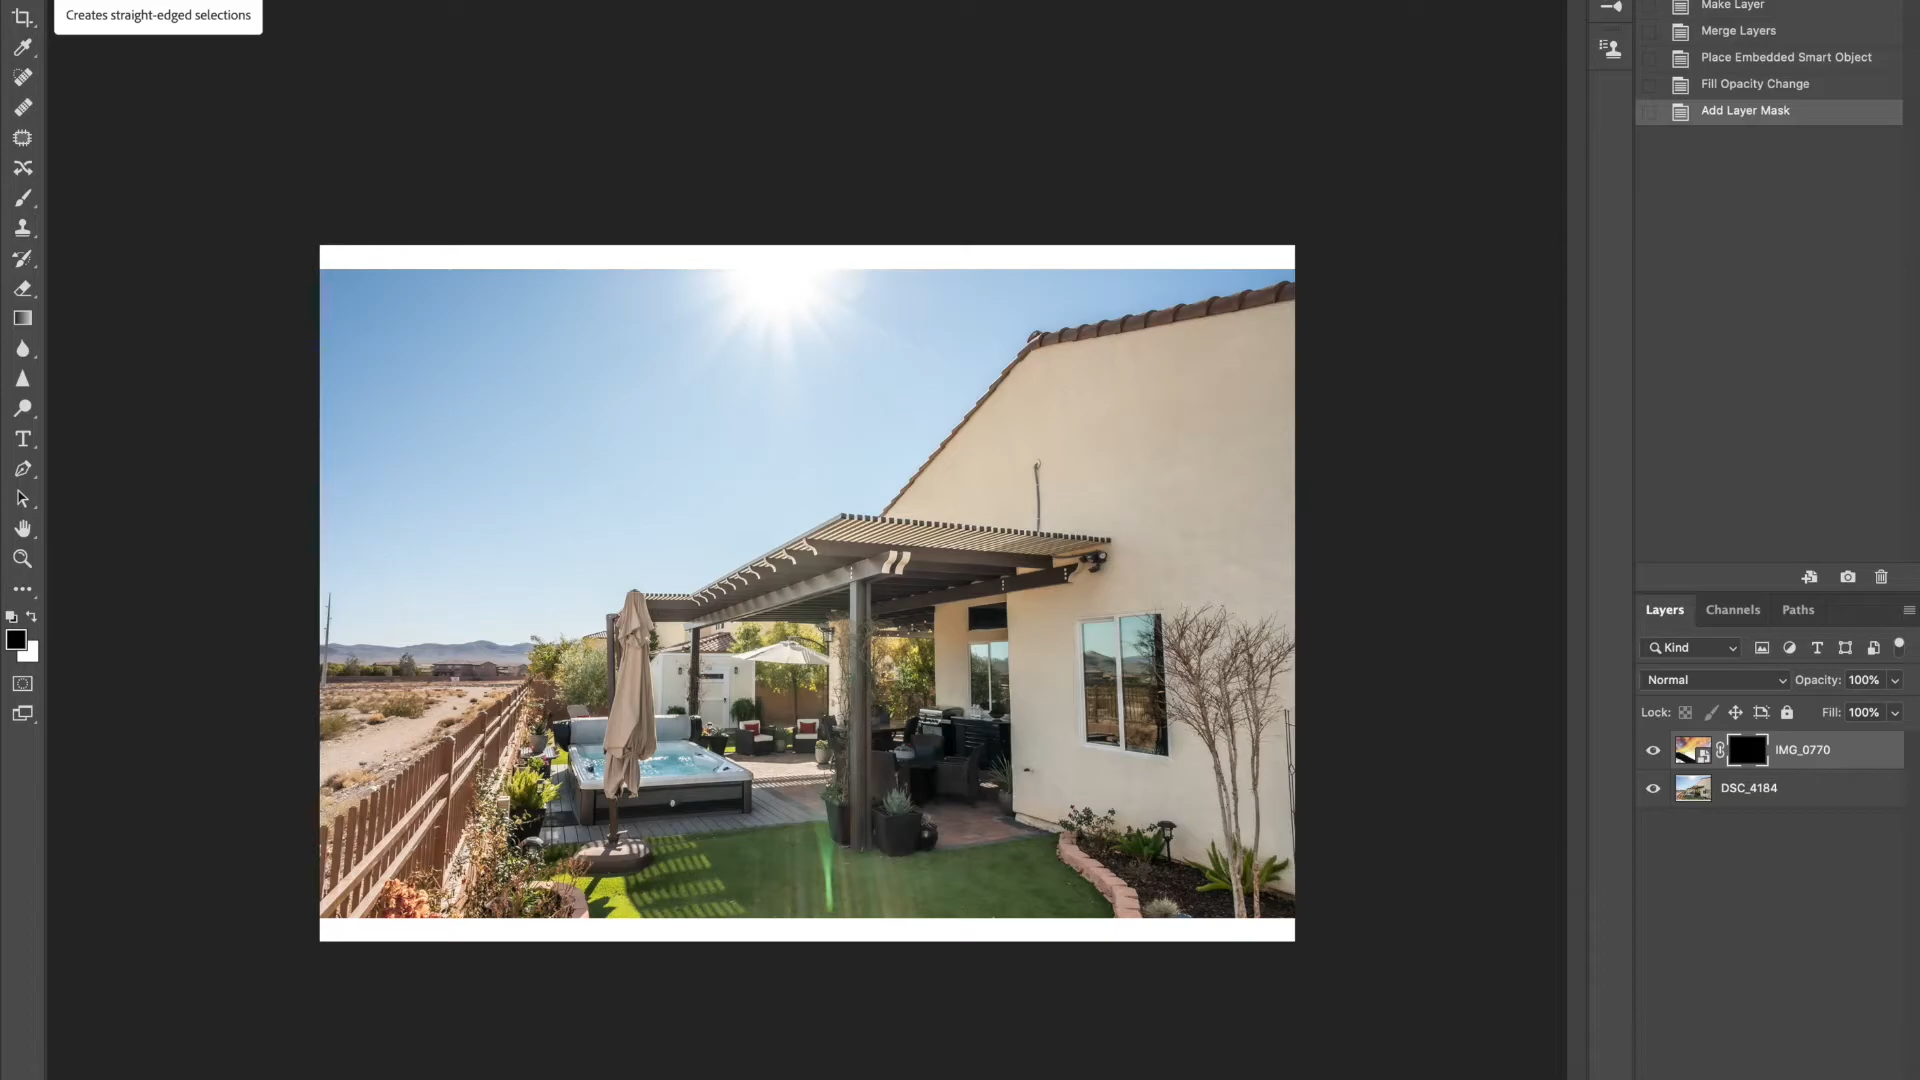 Creates straight-edged selections
Make Layer
Merge Layers
Place Embedded Smart Object
Fill Opacity Change
Add Layer Mask
Layers Channels Paths
Kind
Normal Opacity: 100%
Lock: Fill: 100%
IMG_0770
DSC_4184